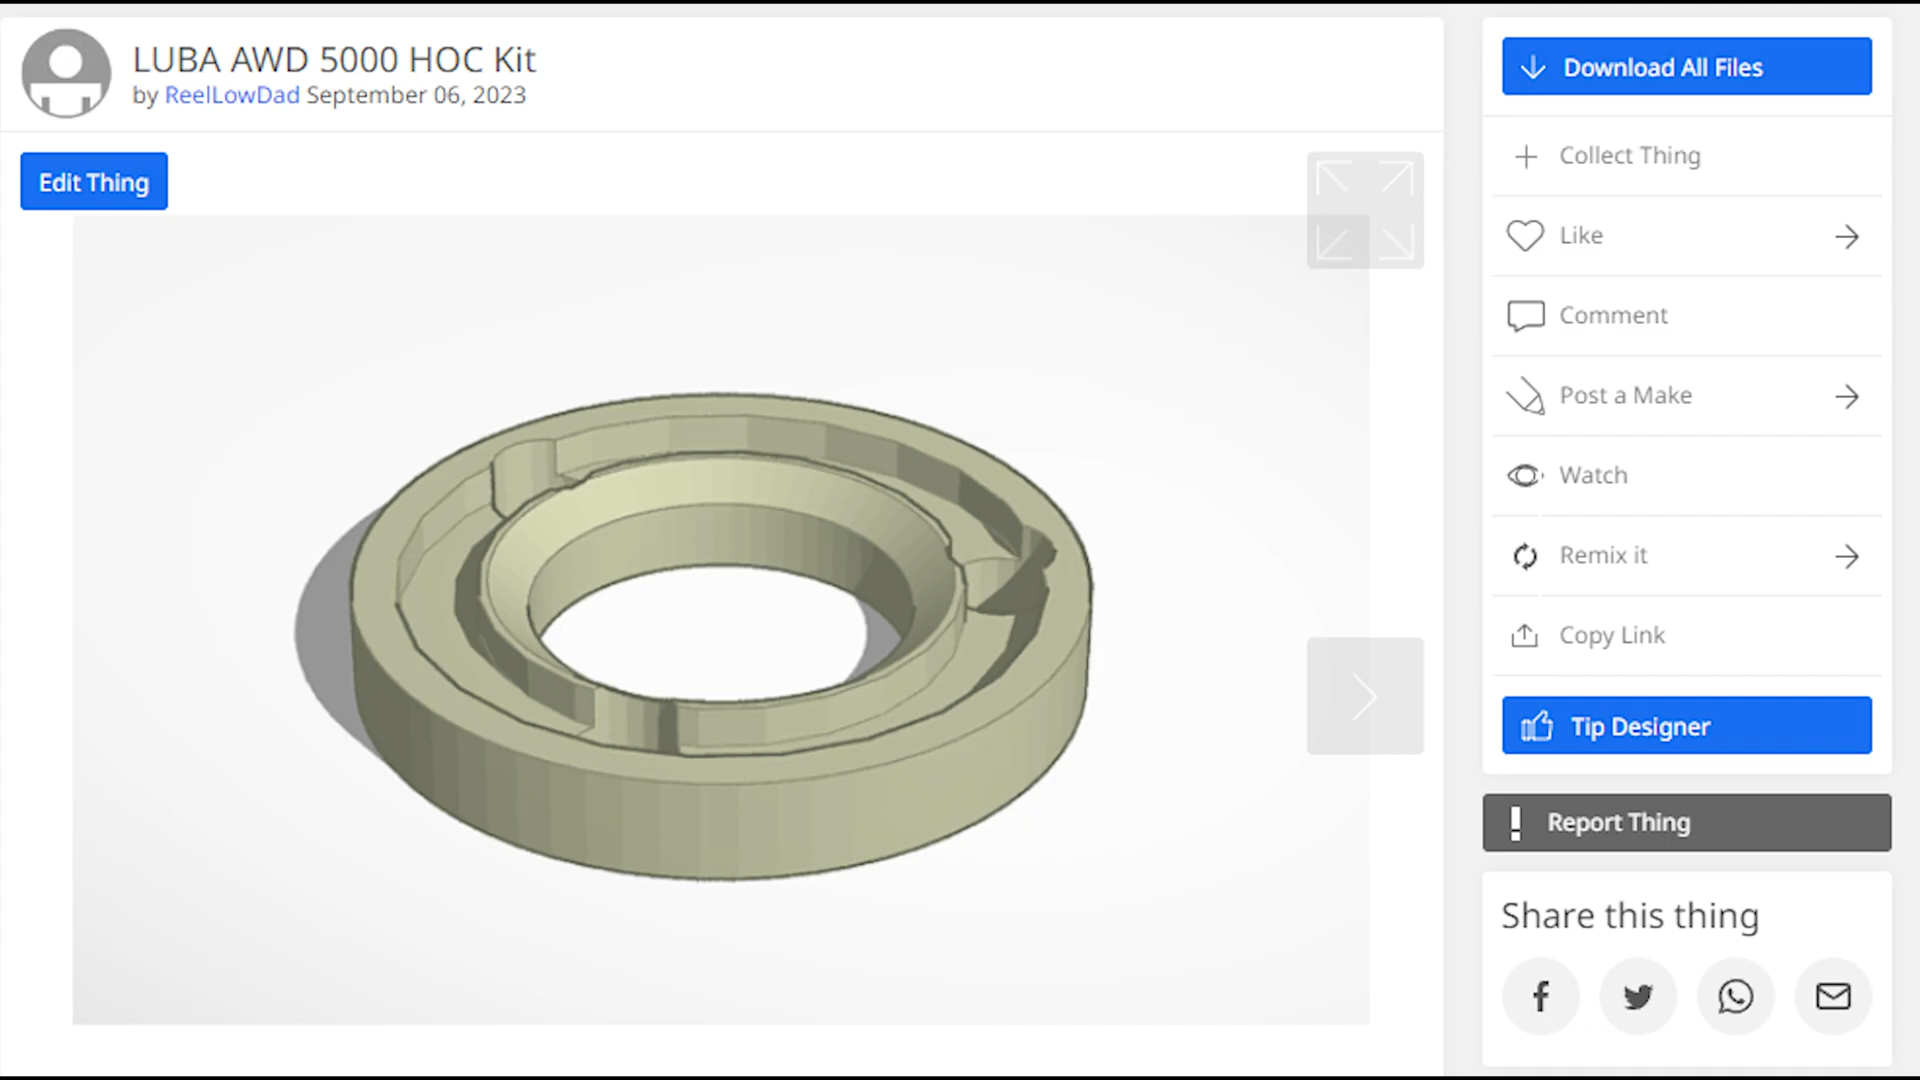 LUBA AWD 5000 HOC Kit
by ReelLowDad September 06, 2023
Edit Thing
Download All Files
Collect Thing
Like
Comment
Post a Make
Watch
Remix it
Copy Link
Tip Designer
Report Thing
Share this thing